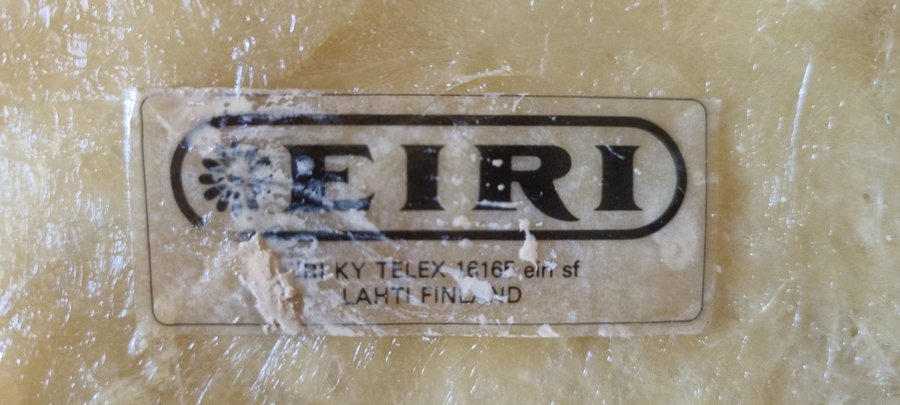 EIRI
KY TELEX 16165 eiri sf
LAHTI FINLAND